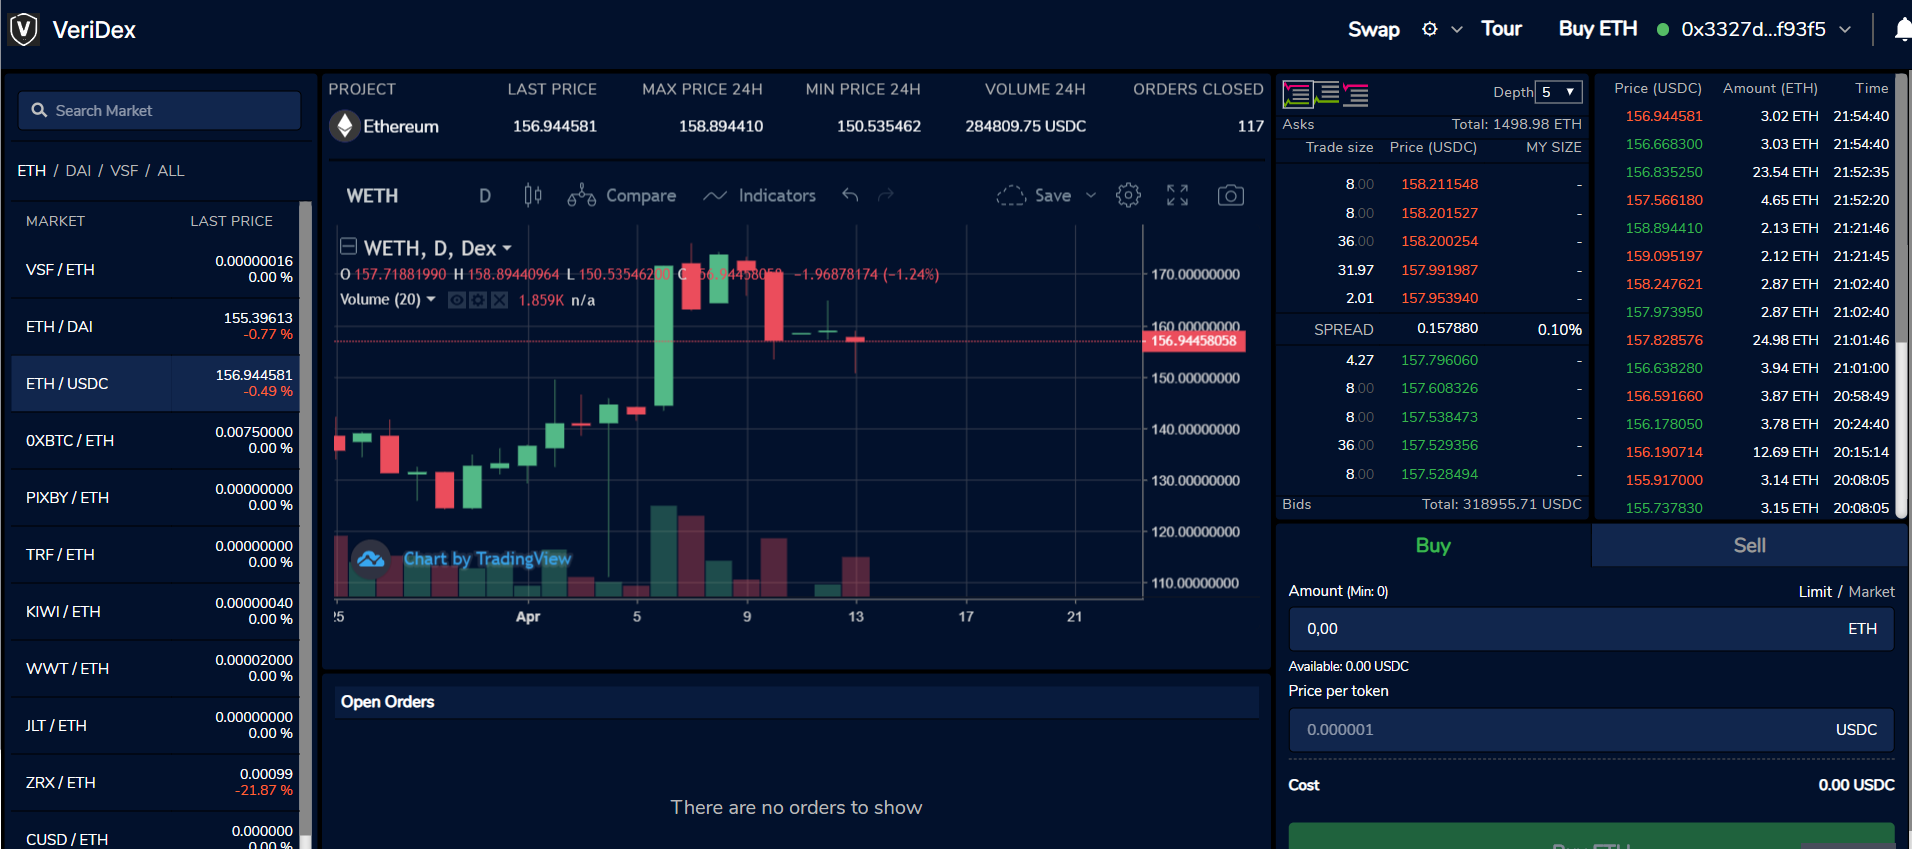 VeriDex
Swap Tour Buy ETH 0x3327d...f93f5
Search Market
ETH / DAI / VSF / ALL
MARKET LAST PRICE
VSF / ETH 0.00000016
0.00 %
ETH / DAI 155.39613
-0.77 %
ETH / USDC 156.944581
-0.49 %
0XBTC / ETH 0.00750000
0.00 %
PIXBY / ETH 0.00000000
0.00 %
TRF / ETH 0.00000000
0.00 %
KIWI / ETH 0.00000040
0.00 %
WWT / ETH 0.00002000
0.00 %
JLT / ETH 0.00000000
0.00 %
ZRX / ETH 0.00099
-21.87 %
CUSD / ETH 0.000000
0.00 %
PROJECT LAST PRICE MAX PRICE 24H MIN PRICE 24H VOLUME 24H ORDERS CLOSED
Ethereum 156.944581 158.894410 150.535462 284809.75 USDC 117
WETH D Compare Indicators Save
WETH, D, Dex
O 157.71881990 H 158.89440964 L 150.53546200 C 156.94458058 −1.96878174 (−1.24%)
Volume (20) 1.859K n/a
170.00000000
160.00000000
156.94458058
150.00000000
140.00000000
130.00000000
120.00000000
110.00000000
Chart by TradingView
25 Apr 5 9 13 17 21
Open Orders
There are no orders to show
Depth 5
Asks Total: 1498.98 ETH
Trade size Price (USDC) MY SIZE
8.00 158.211548 -
8.00 158.201527 -
36.00 158.200254 -
31.97 157.991987 -
2.01 157.953940 -
SPREAD 0.157880 0.10%
4.27 157.796060 -
8.00 157.608326 -
8.00 157.538473 -
36.00 157.529356 -
8.00 157.528494 -
Bids Total: 318955.71 USDC
Price (USDC) Amount (ETH) Time
156.944581 3.02 ETH 21:54:40
156.668300 3.03 ETH 21:54:40
156.835250 23.54 ETH 21:52:35
157.566180 4.65 ETH 21:52:20
158.894410 2.13 ETH 21:21:46
159.095197 2.12 ETH 21:21:45
158.247621 2.87 ETH 21:02:40
157.973950 2.87 ETH 21:02:40
157.828576 24.98 ETH 21:01:46
156.638280 3.94 ETH 21:01:00
156.591660 3.87 ETH 20:58:49
156.178050 3.78 ETH 20:24:40
156.190714 12.69 ETH 20:15:14
155.917000 3.14 ETH 20:08:05
155.737830 3.15 ETH 20:08:05
Buy Sell
Amount (Min: 0) Limit / Market
0,00 ETH
Available: 0.00 USDC
Price per token
0.000001 USDC
Cost 0.00 USDC
Buy ETH